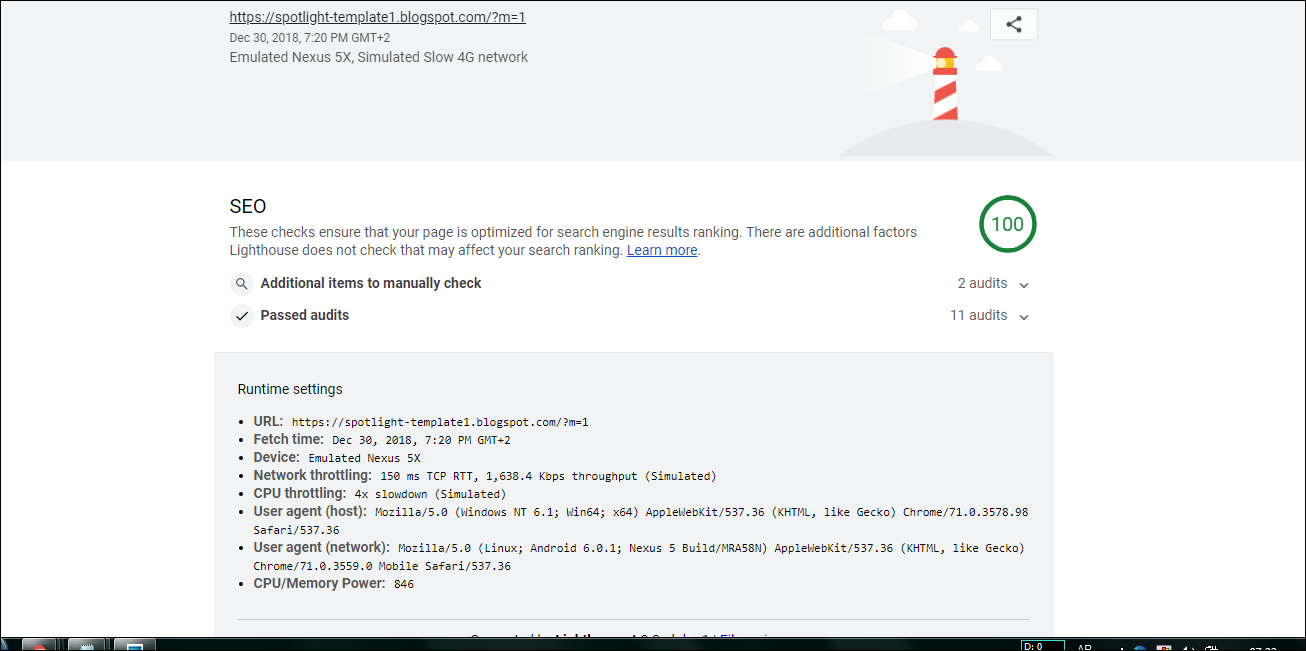 https://spotlight-template1.blogspot.com/?m=1
Dec 30, 2018, 7:20 PM GMT+2
Emulated Nexus 5X, Simulated Slow 4G network
SEO
100
These checks ensure that your page is optimized for search engine results ranking. There are additional factors
Lighthouse does not check that may affect your search ranking. Learn more.
Additional items to manually check 2 audits
Passed audits 11 audits
Runtime settings
• URL: https://spotlight-template1.blogspot.com/?m=1
• Fetch time: Dec 30, 2018, 7:20 PM GMT+2
• Device: Emulated Nexus 5X
• Network throttling: 150 ms TCP RTT, 1,638.4 Kbps throughput (Simulated)
• CPU throttling: 4x slowdown (Simulated)
• User agent (host): Mozilla/5.0 (Windows NT 6.1; Win64; x64) AppleWebKit/537.36 (KHTML, like Gecko) Chrome/71.0.3578.98
Safari/537.36
• User agent (network): Mozilla/5.0 (Linux; Android 6.0.1; Nexus 5 Build/MRA58N) AppleWebKit/537.36 (KHTML, like Gecko)
Chrome/71.0.3559.0 Mobile Safari/537.36
• CPU/Memory Power: 846
D: 0